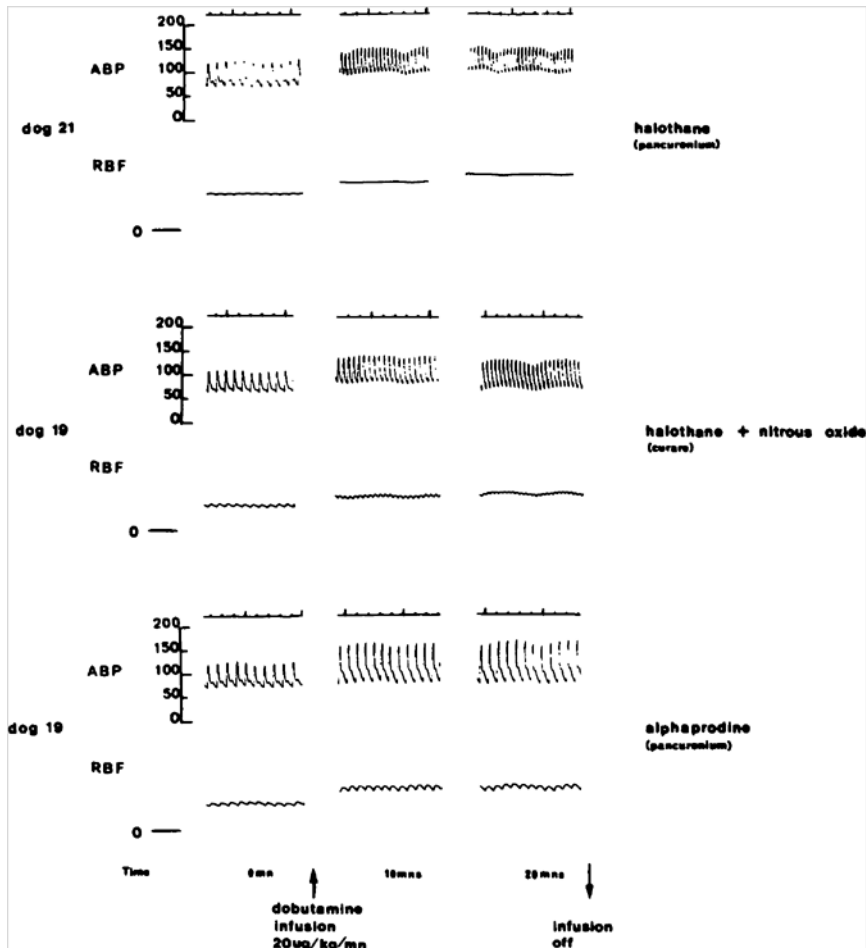 200
150
ABP 100
50
0
dog 21
halothane
(pancuronium)
RBF
0
200
150
ABP 100
50
0
dog 19
halothane + nitrous oxide
(curare)
RBF
0
200
150
ABP 100
50
0
dog 19
alphaprodine
(pancuronium)
RBF
0
Time 0mn 10mns 20mns
dobutamine
infusion
20ug/kg/mn
infusion
off